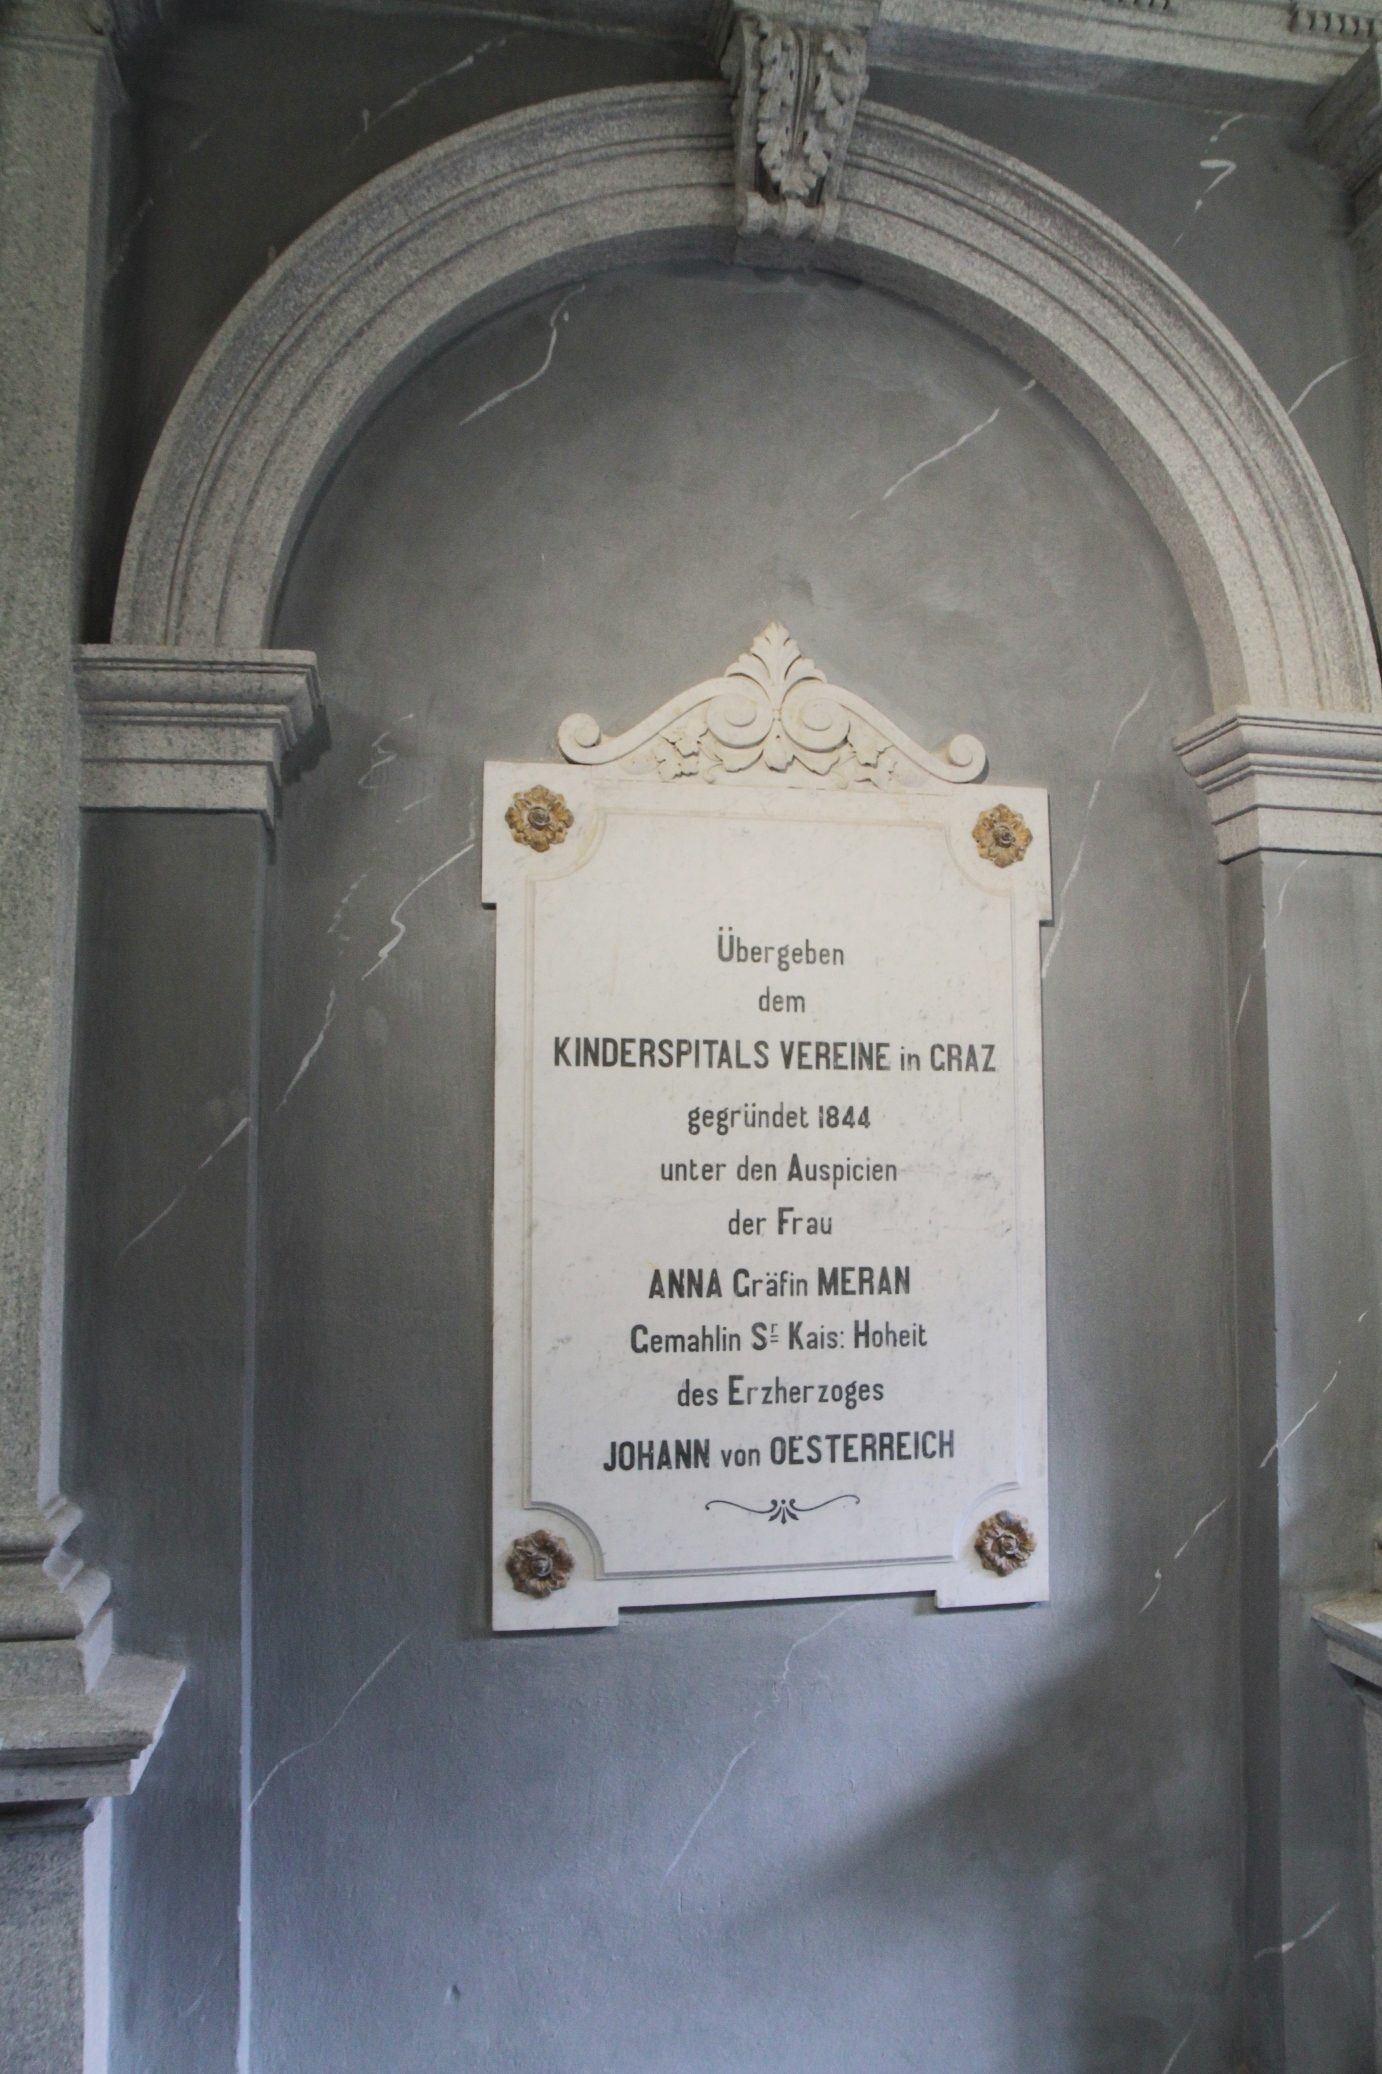 Übergeben
dem
KINDERSPITALS VEREINE in GRAZ
gegründet 1844
unter den Auspicien
der Frau
ANNA Gräfin MERAN
Gemahlin Sr Kais: Hoheit
des Erzherzoges
JOHANN von OESTERREICH